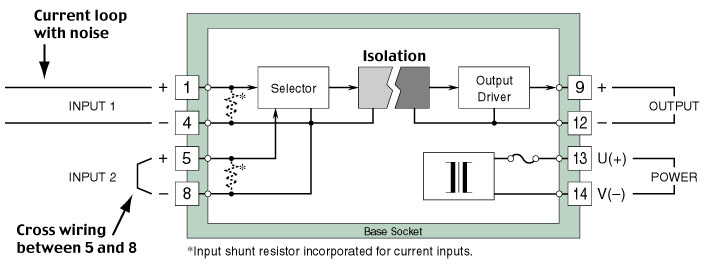 Current loop
with noise
Isolation
+ 1 Selector Output
Driver 9 +
*
INPUT 1
OUTPUT
− 4 12 −
+ 5 13 U(+)
*
INPUT 2
POWER
− 8 14 V(−)
Cross wiring
between 5 and 8
Base Socket
*Input shunt resistor incorporated for current inputs.